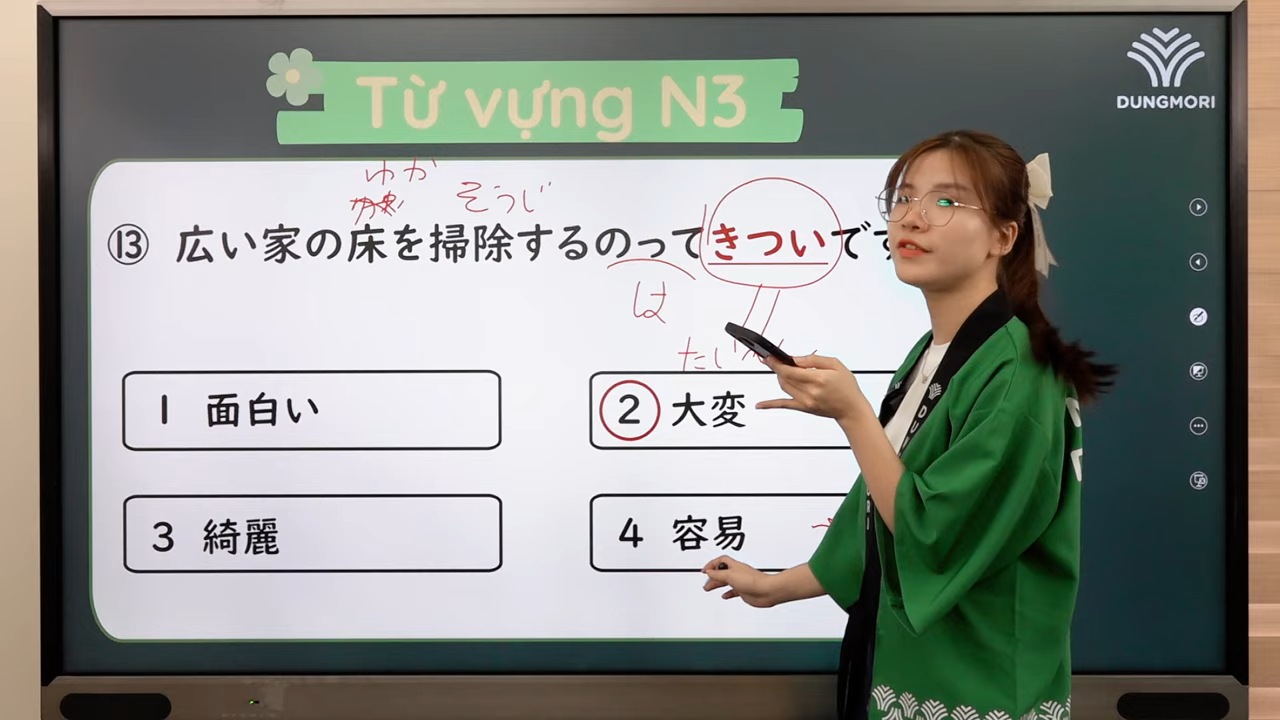 DUNGMORI
Từ vựng N3
ゆか
そうじ
⑬ 広い家の床を掃除するのってきついです
は
たい
1 面白い
② 大変
3 綺麗
4 容易